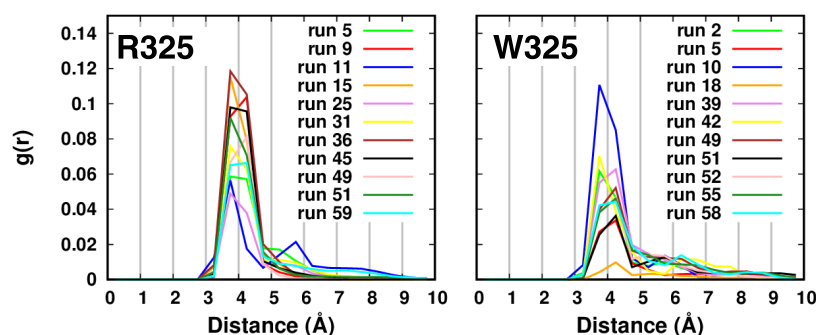 R325
run 5
run 9
run 11
run 15
run 25
run 31
run 36
run 45
run 49
run 51
run 59
g(r)
0.14
0.12
0.1
0.08
0.06
0.04
0.02
0
0 1 2 3 4 5 6 7 8 9 10
Distance (Å)
W325
run 2
run 5
run 10
run 18
run 39
run 42
run 49
run 51
run 52
run 55
run 58
0 1 2 3 4 5 6 7 8 9 10
Distance (Å)